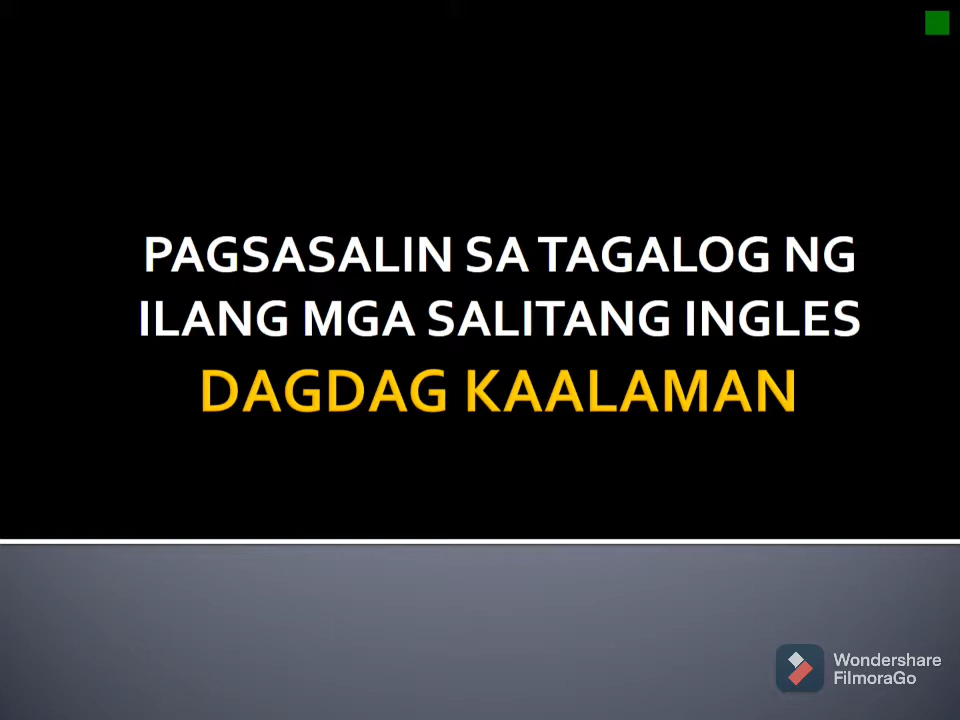 PAGSASALIN SA TAGALOG NG
ILANG MGA SALITANG INGLES
DAGDAG KAALAMAN
Wondershare
FilmoraGo